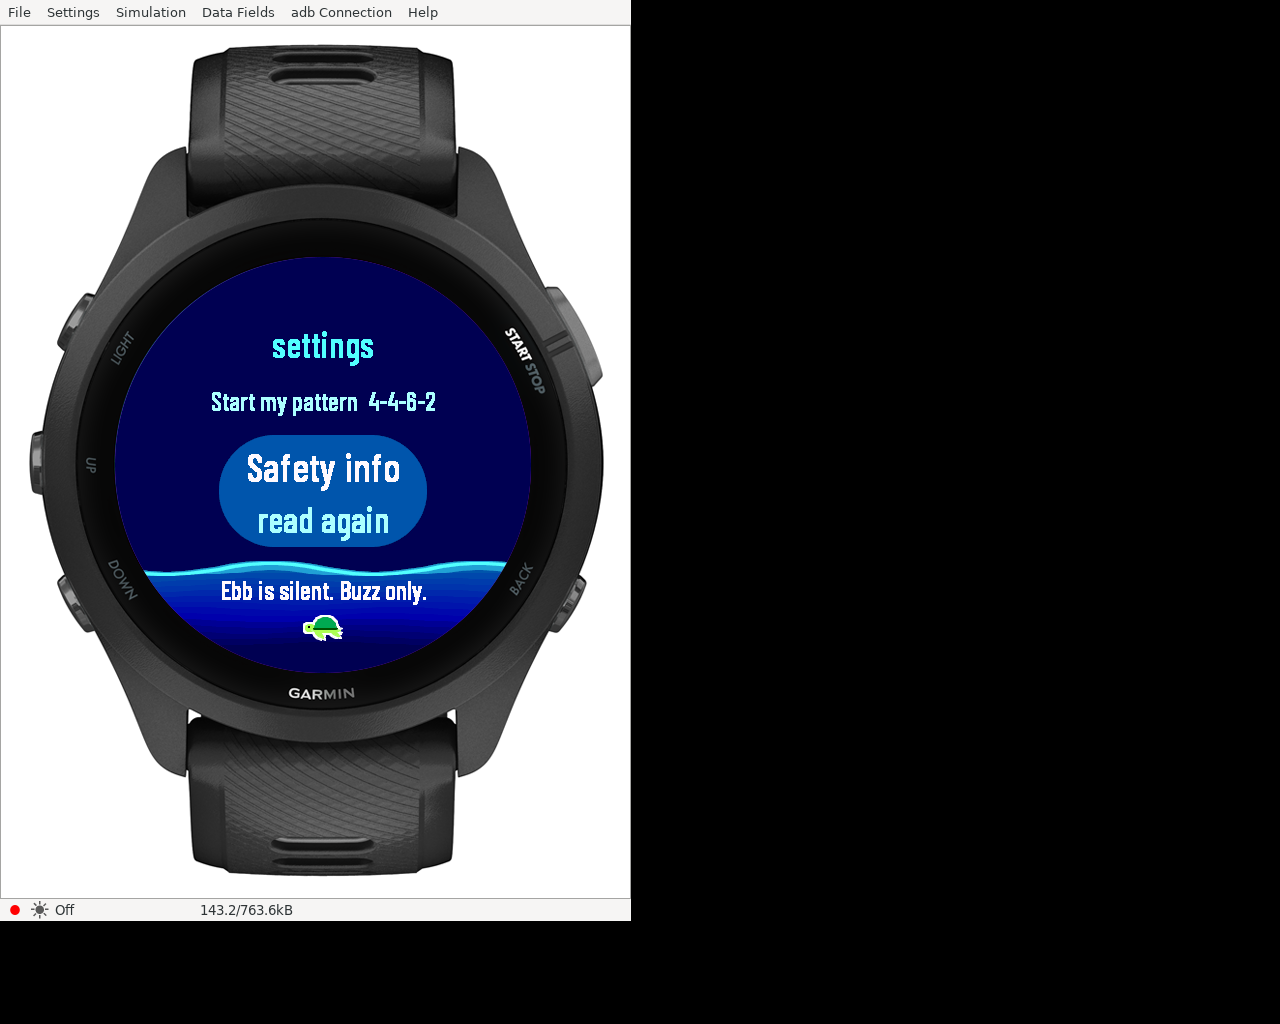 File Settings Simulation Data Fields adb Connection Help
LIGHT
START STOP
UP
DOWN
BACK
settings
Start my pattern 4-4-6-2
Safety info
read again
Ebb is silent. Buzz only.
GARMIN
Off 143.2/763.6kB